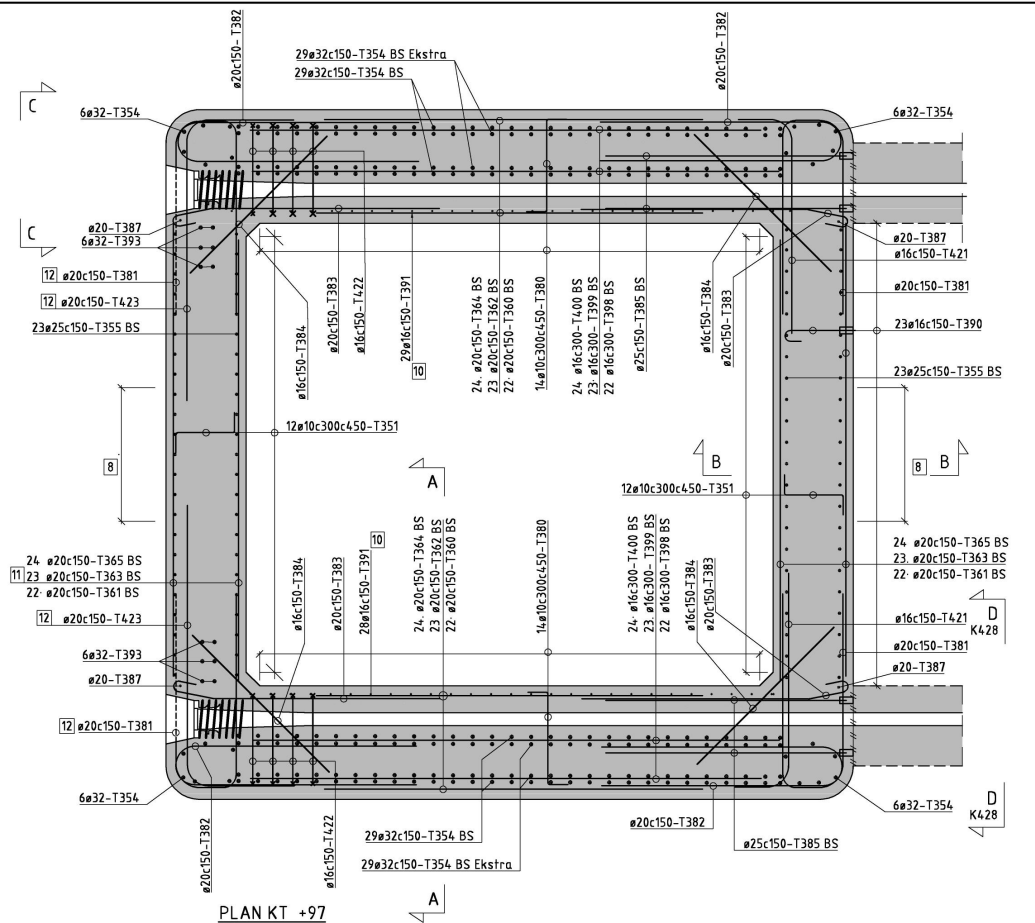 ø20c150- T382
29ø32c150-T354 BS Ekstra
29ø32c150-T354 BS
ø20c150- T382
C
6ø32-T354
6ø32-T354
C
ø20-T387
6ø32-T393
12 ø20c150-T381
12 ø20c150-T423
23ø25c150-T355 BS
ø20-T387
ø16c150-T421
ø20c150-T381
23ø16c150-T390
23ø25c150-T355 BS
ø16c150-T384
ø20c150-T383
ø16c150-T422
29ø16c150-T391
10
24. ø20c150-T364 BS
23 ø20c150-T362 BS
22· ø20c150-T360 BS
14ø10c300c450-T380
24 ø16c300-T400 BS
23· ø16c300- T399 BS
22 ø16c300-T398 BS
ø25c150-T385 BS
ø16c150-T384
ø20c150-T383
12ø10c300c450-T351
8
A
B
8
B
12ø10c300c450-T351
24 ø20c150-T365 BS
11 23 ø20c150-T363 BS
22· ø20c150-T361 BS
12 ø20c150-T423
6ø32-T393
ø20-T387
12 ø20c150-T381
ø16c150-T384
ø20c150-T383
28ø16c150-T391
10
24. ø20c150-T364 BS
23 ø20c150-T362 BS
22· ø20c150-T360 BS
14ø10c300c450-T380
24. ø16c300-T400 BS
23. ø16c300- T399 BS
22 ø16c300-T398 BS
ø16c150-T384
ø20c150-T383
24 ø20c150-T365 BS
23. ø20c150-T363 BS
22· ø20c150-T361 BS
ø16c150-T421
D
K428
ø20c150-T381
ø20-T387
6ø32-T354
ø20c150-T382
ø16c150-T422
29ø32c150-T354 BS
29ø32c150-T354 BS Ekstra
ø20c150-T382
6ø32-T354
D
K428
ø25c150-T385 BS
A
PLAN KT +97